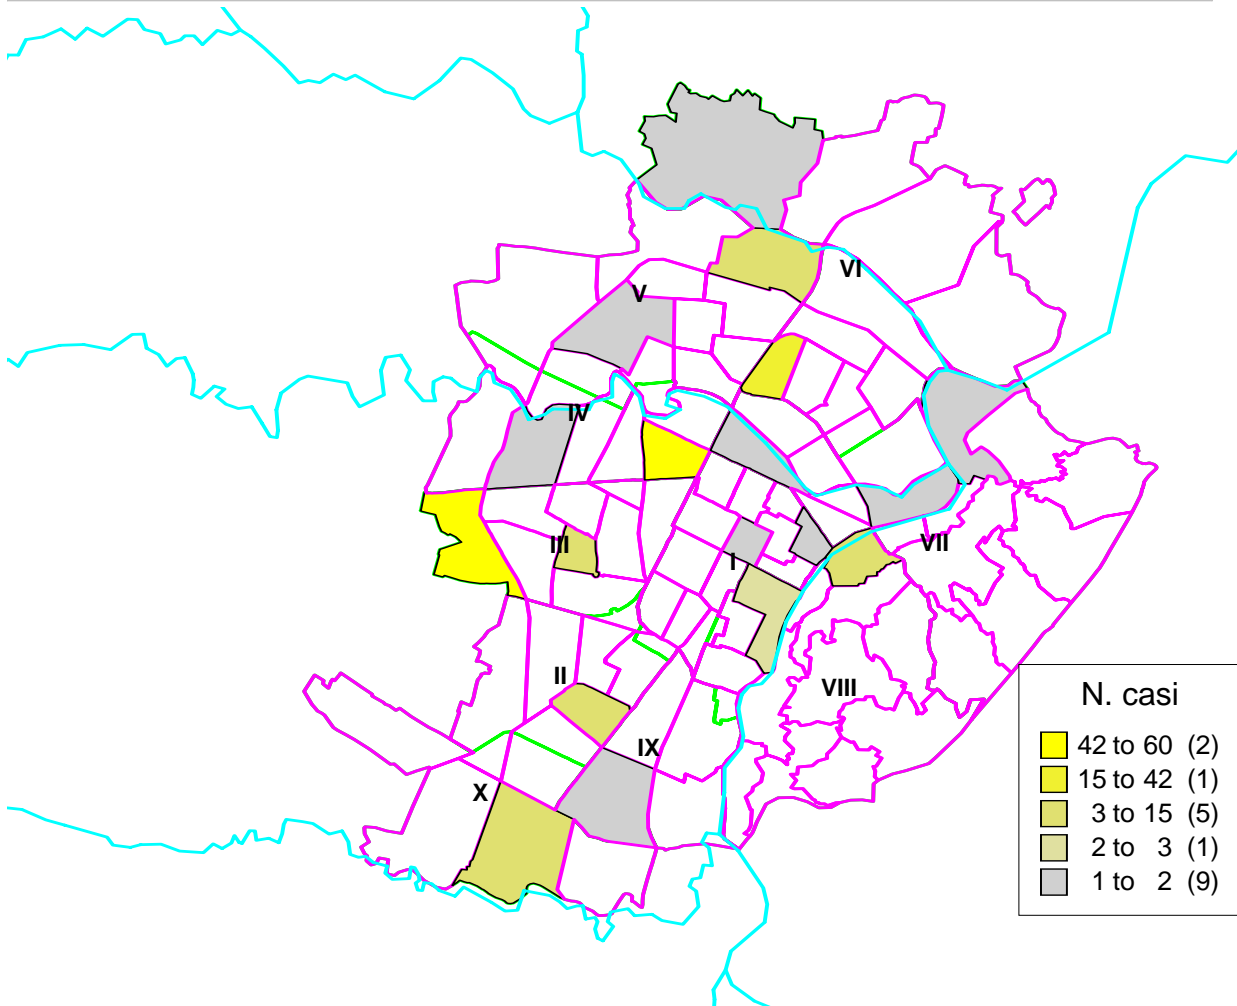 VI
V
IV
III
I
VII
II
VIII
IX
X
N. casi
42 to 60 (2)
15 to 42 (1)
3 to 15 (5)
2 to 3 (1)
1 to 2 (9)